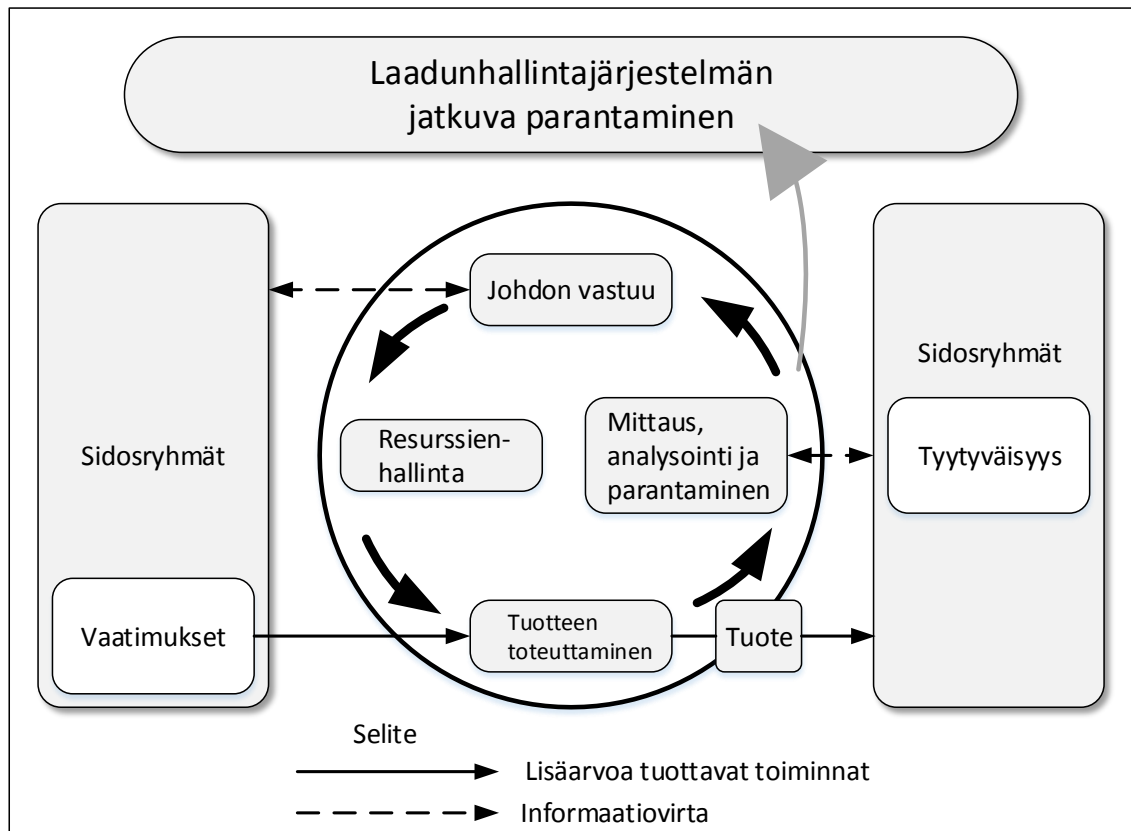 Laadunhallintajärjestelmän
jatkuva parantaminen
Johdon vastuu
Sidosryhmät
Sidosryhmät
Resurssien-
hallinta
Mittaus,
analysointi ja
parantaminen
Tyytyväisyys
Vaatimukset
Tuotteen
toteuttaminen
Tuote
Selite
Lisäarvoa tuottavat toiminnat
Informaatiovirta